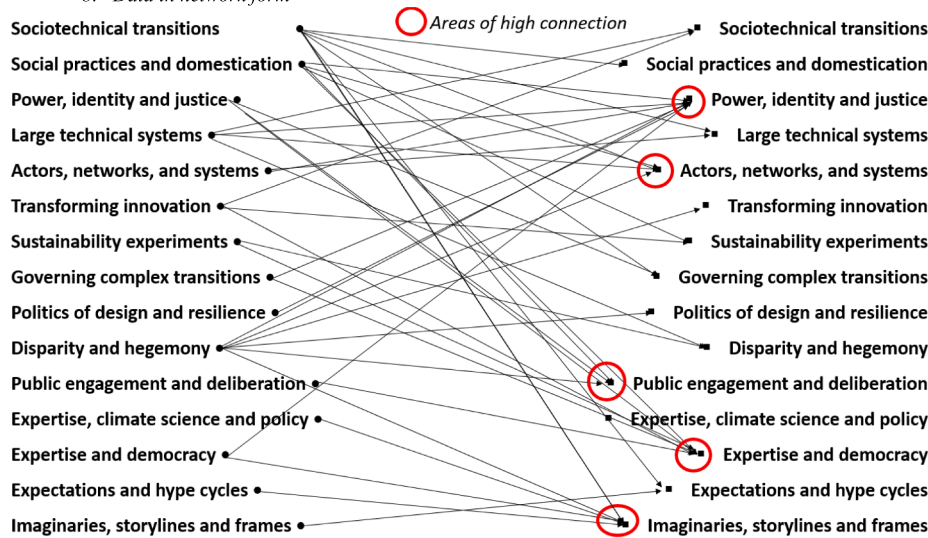 b. Data in network form
Areas of high connection
Sociotechnical transitions Sociotechnical transitions
Social practices and domestication Social practices and domestication
Power, identity and justice Power, identity and justice
Large technical systems Large technical systems
Actors, networks, and systems Actors, networks, and systems
Transforming innovation Transforming innovation
Sustainability experiments Sustainability experiments
Governing complex transitions Governing complex transitions
Politics of design and resilience Politics of design and resilience
Disparity and hegemony Disparity and hegemony
Public engagement and deliberation Public engagement and deliberation
Expertise, climate science and policy Expertise, climate science and policy
Expertise and democracy Expertise and democracy
Expectations and hype cycles Expectations and hype cycles
Imaginaries, storylines and frames Imaginaries, storylines and frames